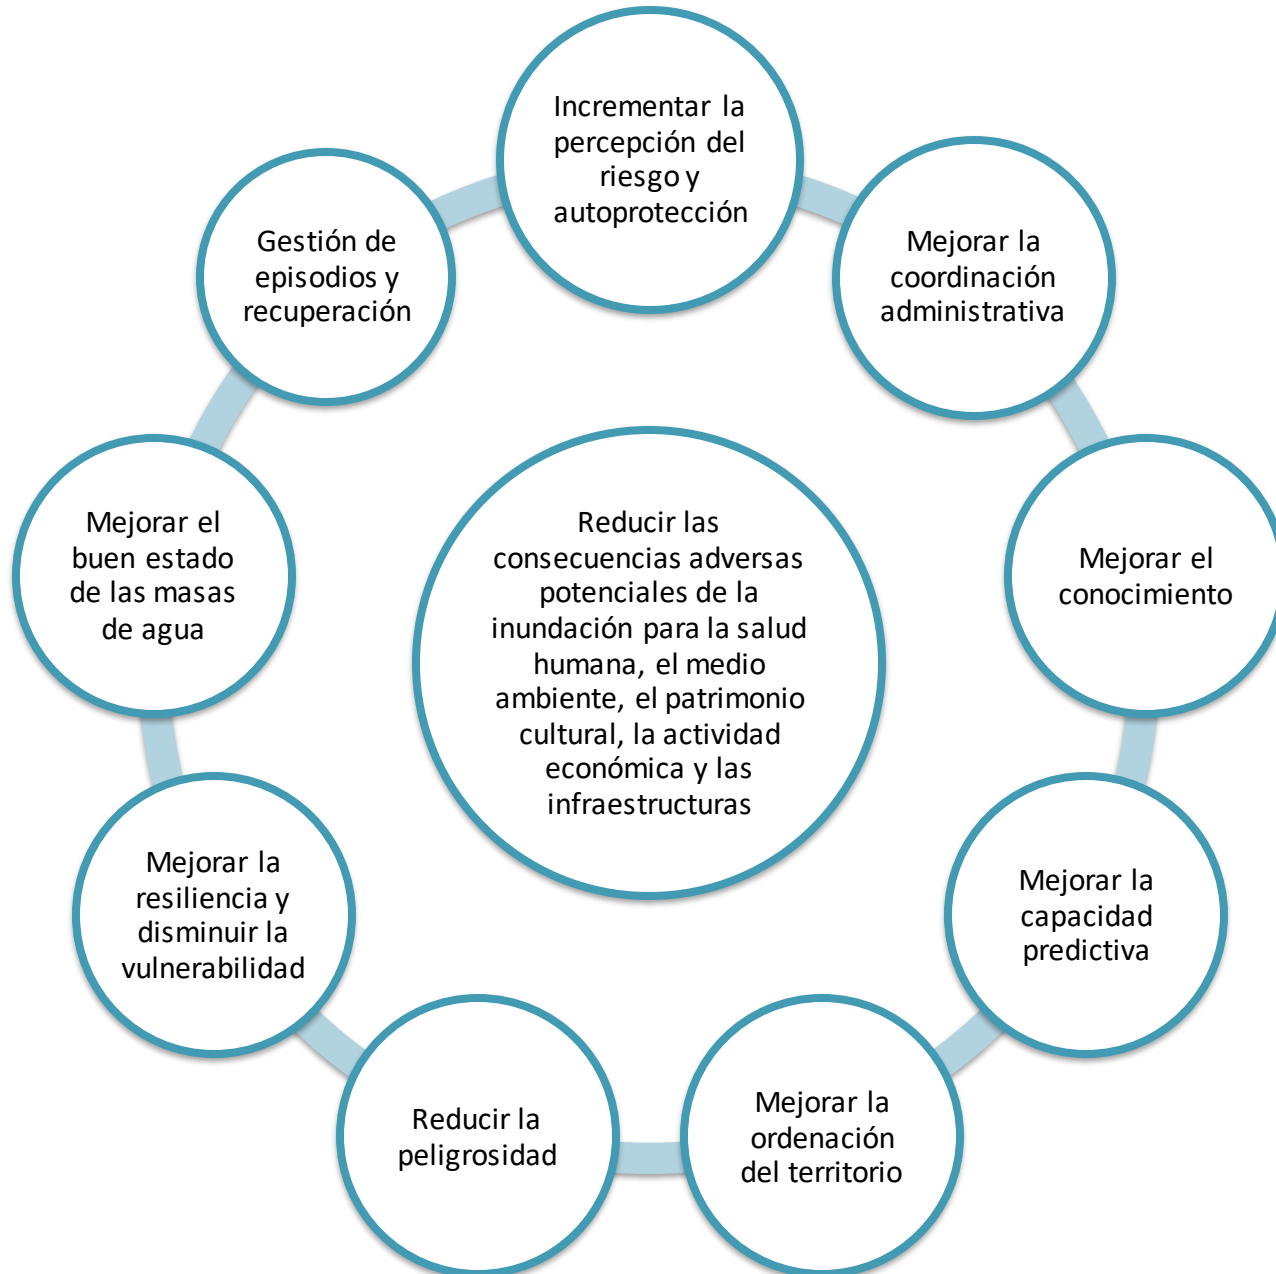 Incrementar la
percepción del
riesgo y
autoprotección
Mejorar la
coordinación
administrativa
Mejorar el
conocimiento
Mejorar la
capacidad
predictiva
Mejorar la
ordenación
del territorio
Reducir la
peligrosidad
Mejorar la
resiliencia y
disminuir la
vulnerabilidad
Mejorar el
buen estado
de las masas
de agua
Gestión de
episodios y
recuperación
Reducir las
consecuencias adversas
potenciales de la
inundación para la salud
humana, el medio
ambiente, el patrimonio
cultural, la actividad
económica y las
infraestructuras